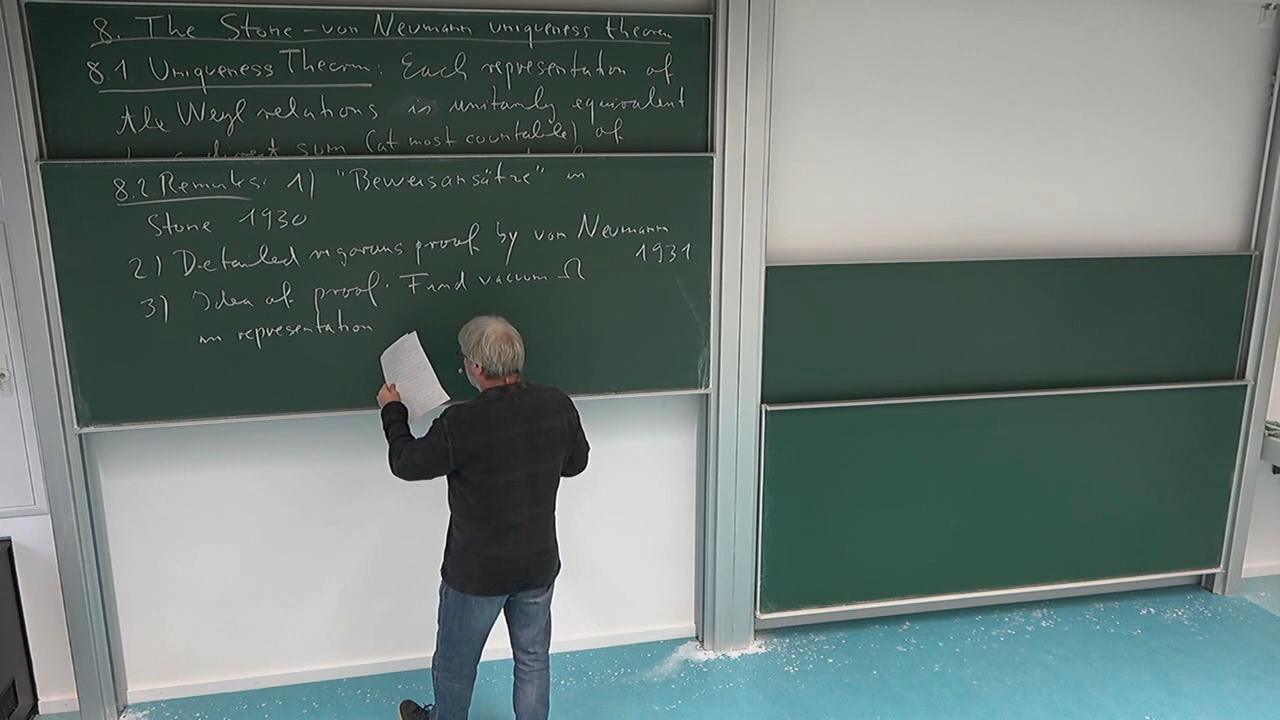 8. The Stone-von Neumann uniqueness theorem
8.1 Uniqueness Theorem: Each representation of
the Weyl relations is unitarily equivalent
direct sum (at most countable) of
8.2 Remarks: 1) "Beweisansätze" in
Stone 1930
2) Detailed rigorous proof by von Neumann
1931
3) Idea of proof. Find vacuum Ω
in representation